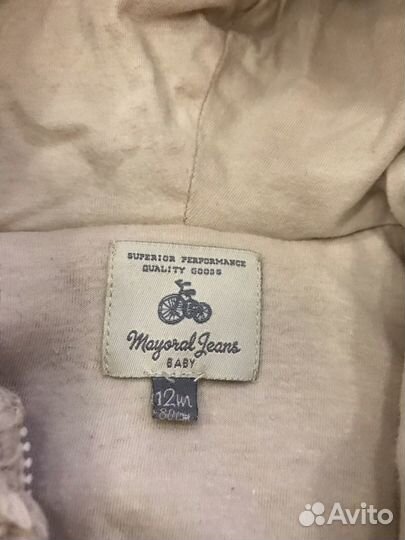 SUPERIOR PERFORMANCE
QUALITY GOODS
Mayoral Jeans
BABY
12m
80cm
Avito